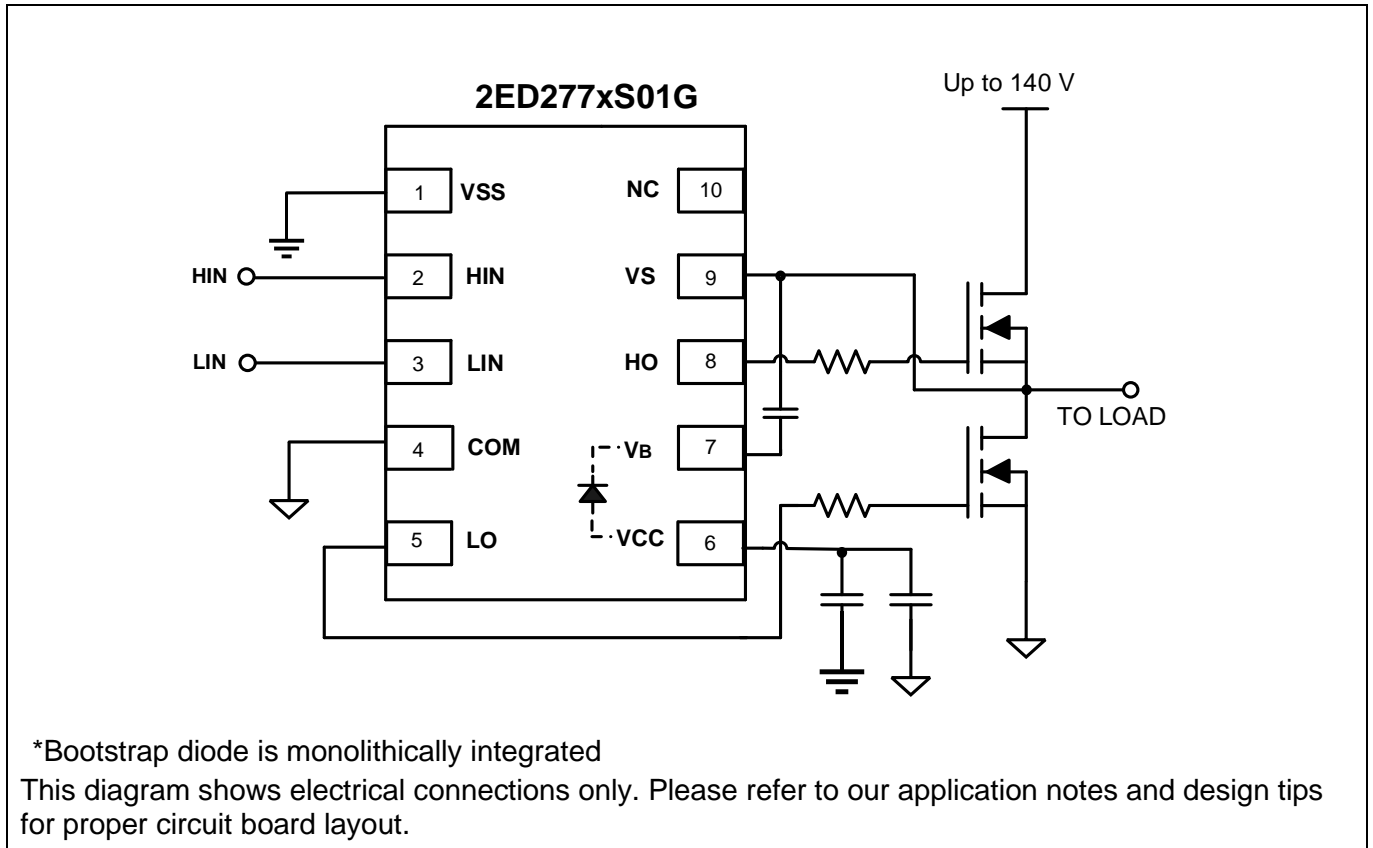 2ED277xS01G
Up to 140 V
1 VSS
NC 10
HIN
2 HIN
VS 9
LIN
3 LIN
HO 8
TO LOAD
4 COM
VB 7
5 LO
VCC 6
*Bootstrap diode is monolithically integrated
This diagram shows electrical connections only. Please refer to our application notes and design tips
for proper circuit board layout.